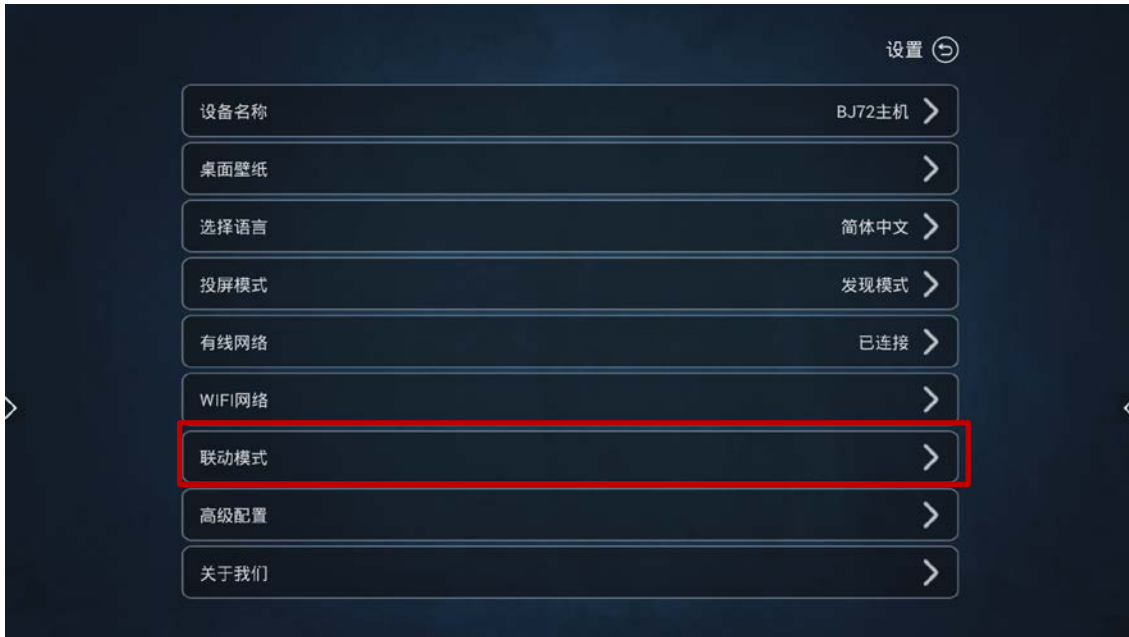 设置
设备名称 BJ72主机
桌面壁纸
选择语言 简体中文
投屏模式 发现模式
有线网络 已连接
WIFI网络
联动模式
高级配置
关于我们